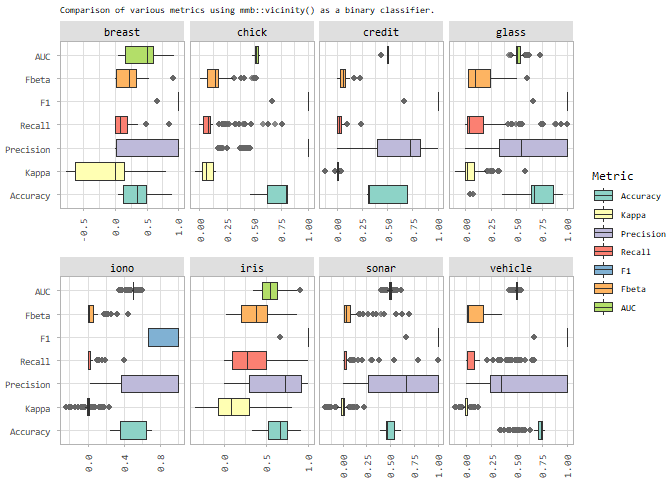 Comparison of various metrics using mmb::vicinity() as a binary classifier.
breast
chick
credit
glass
AUC
Fbeta
F1
Recall
Precision
Kappa
Accuracy
-0.5
0.0
0.5
1.0
0.00
0.25
0.50
0.75
1.00
0.00
0.25
0.50
0.75
1.00
0.00
0.25
0.50
0.75
1.00
iono
iris
sonar
vehicle
AUC
Fbeta
F1
Recall
Precision
Kappa
Accuracy
0.0
0.4
0.8
0.0
0.5
1.0
0.00
0.25
0.50
0.75
1.00
0.00
0.25
0.50
0.75
1.00
Metric
Accuracy
Kappa
Precision
Recall
F1
Fbeta
AUC